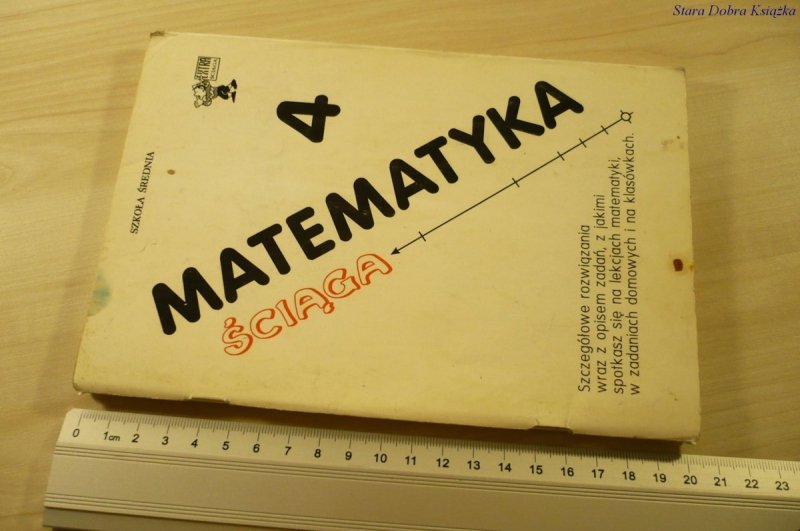 Stara Dobra Książka
EXTRA
SZKOŁA ŚREDNIA
4
MATEMATYKA
ŚCIĄGA
Szczegółowe rozwiązania
wraz z opisem zadań, z jakimi
spotkasz się na lekcjach matematyki,
w zadaniach domowych i na klasówkach.
0 1cm 2 3 4 5 6 7 8 9 10 11 12 13 14 15 16 17 18 19 20 21 22 23